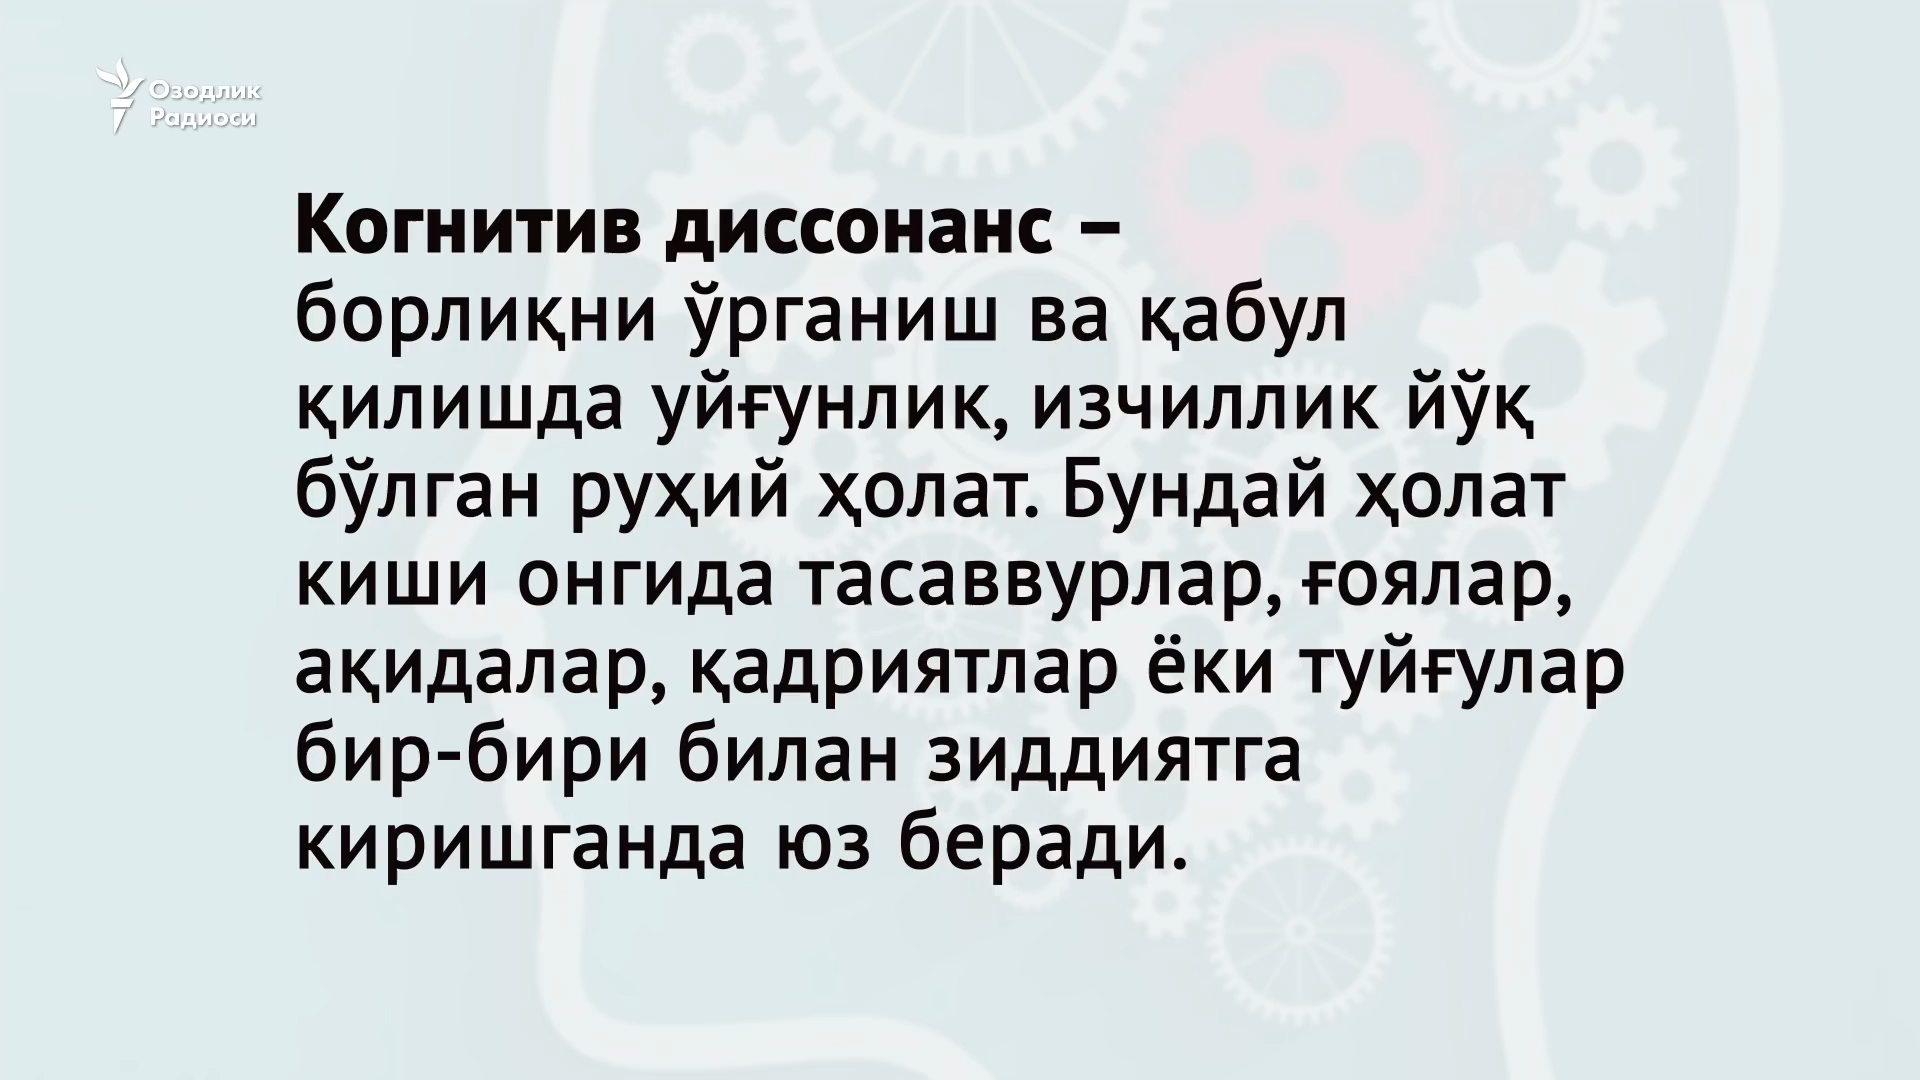 Озодлик
Радиоси
Когнитив диссонанс –
борлиқни ўрганиш ва қабул
қилишда уйғунлик, изчиллик йўқ
бўлган руҳий ҳолат. Бундай ҳолат
киши онгида тасаввурлар, ғоялар,
ақидалар, қадриятлар ёки туйғулар
бир-бири билан зиддиятга
киришганда юз беради.